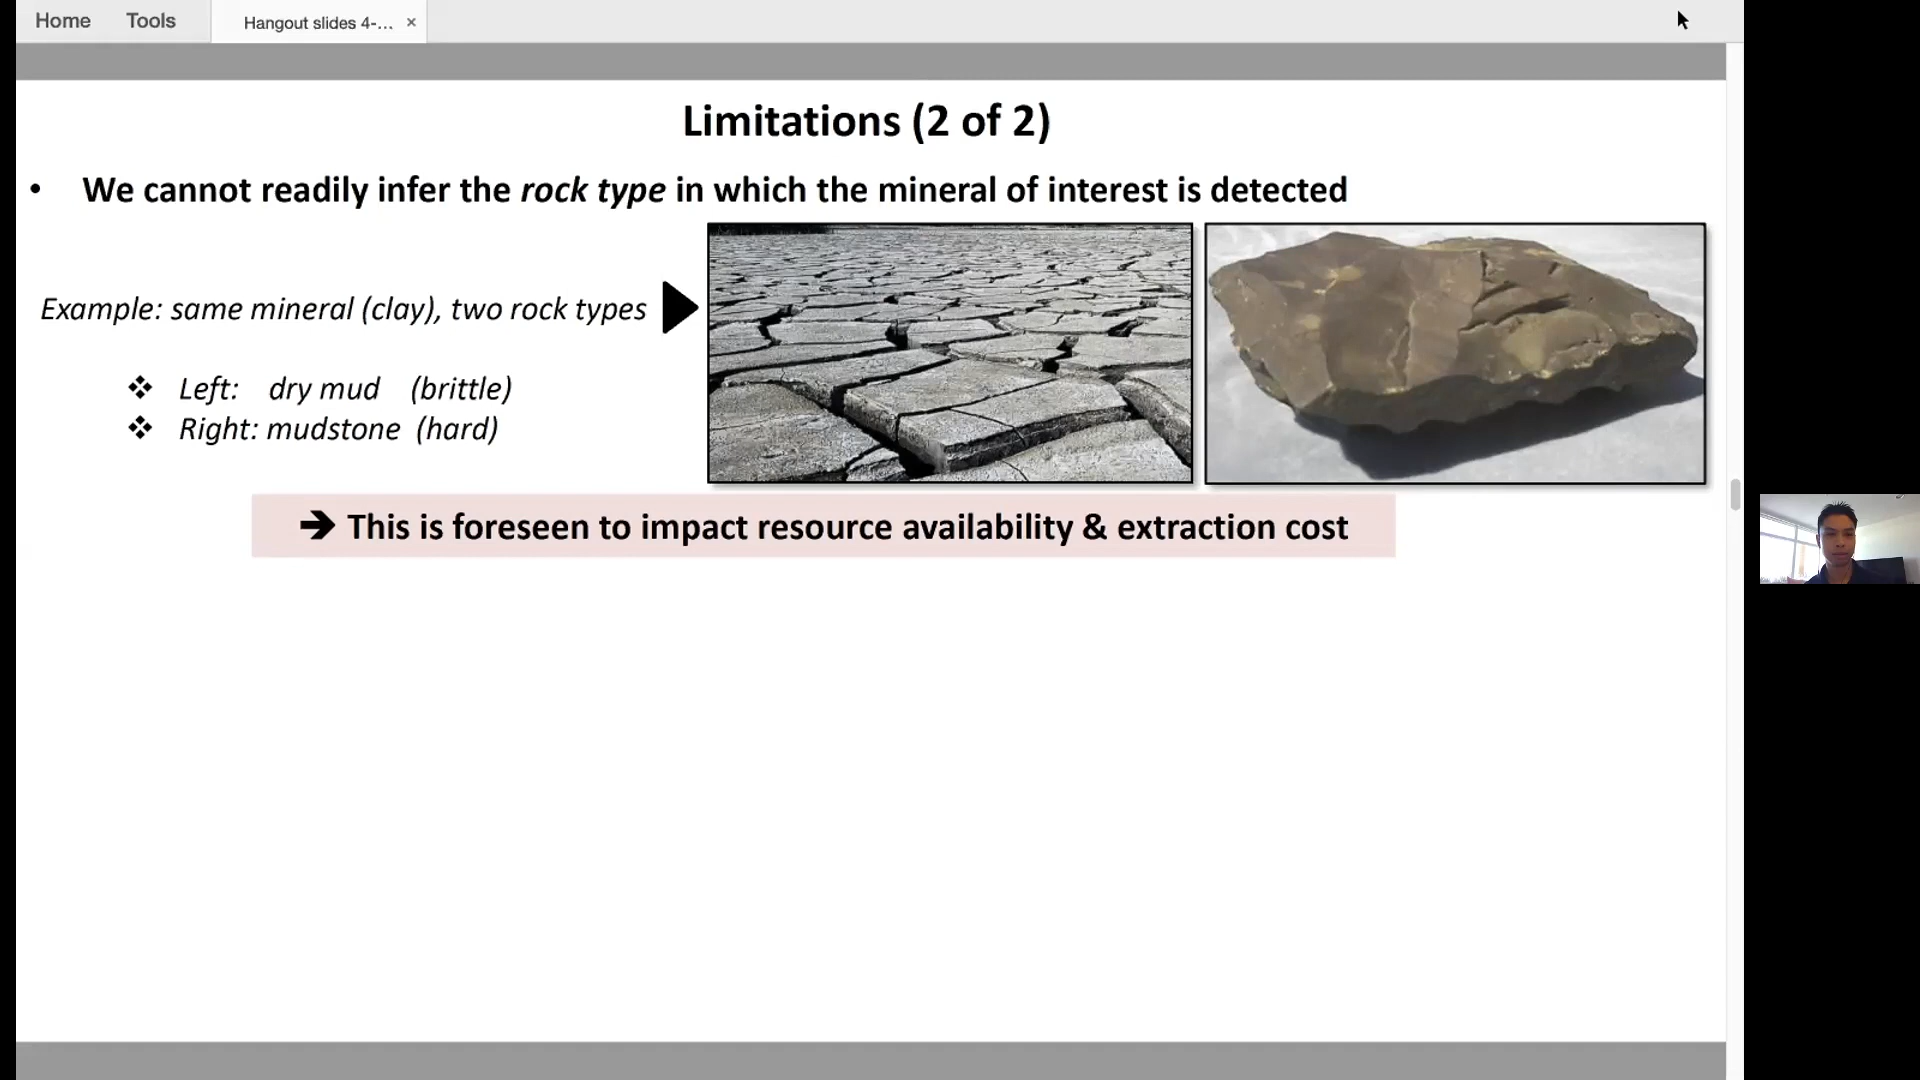 Home Tools Hangout slides 4-... ×
Limitations (2 of 2)
• We cannot readily infer the rock type in which the mineral of interest is detected
Example: same mineral (clay), two rock types
❖ Left: dry mud (brittle)
❖ Right: mudstone (hard)
➔ This is foreseen to impact resource availability & extraction cost